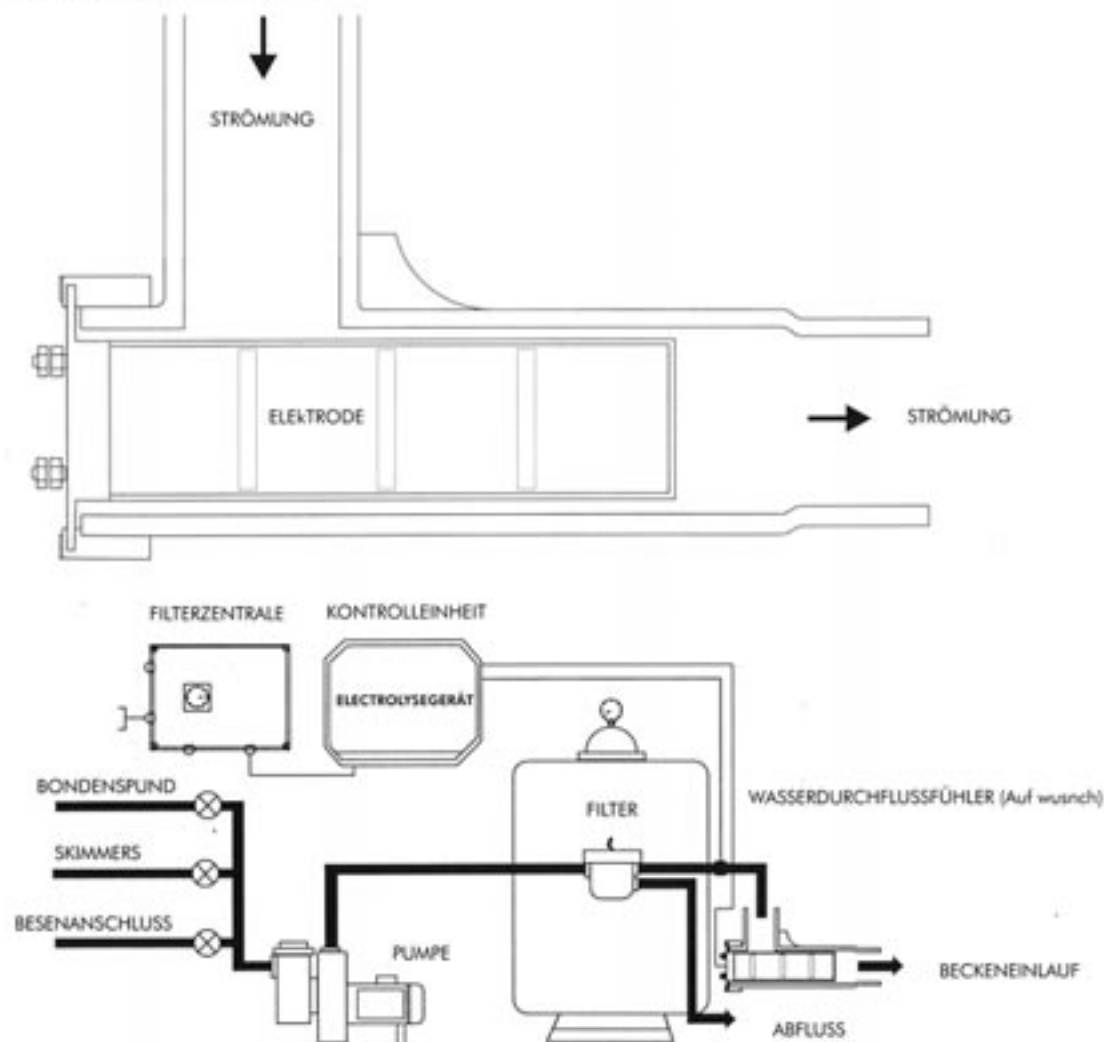 STRÖMUNG
ELEkTRODE
STRÖMUNG
FILTERZENTRALE
KONTROLLEINHEIT
ELECTROLYSEGERÄT
BONDENSPUND
WASSERDURCHFLUSSFÜHLER (Auf wusnch)
FILTER
SKIMMERS
BESENANSCHLUSS
PUMPE
BECKENEINLAUF
ABFLUSS